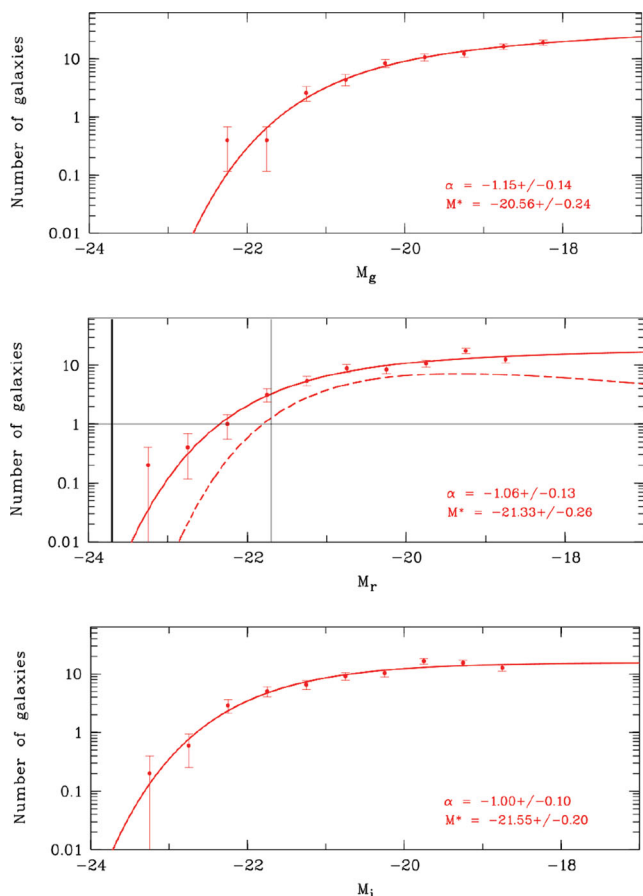 Number of galaxies
10
1
0.1
0.01
α = −1.15+/−0.14
M* = −20.56+/−0.24
−24 −22 −20 −18
M_g
Number of galaxies
10
1
0.1
0.01
α = −1.06+/−0.13
M* = −21.33+/−0.26
−24 −22 −20 −18
M_r
Number of galaxies
10
1
0.1
0.01
α = −1.00+/−0.10
M* = −21.55+/−0.20
−24 −22 −20 −18
M_i